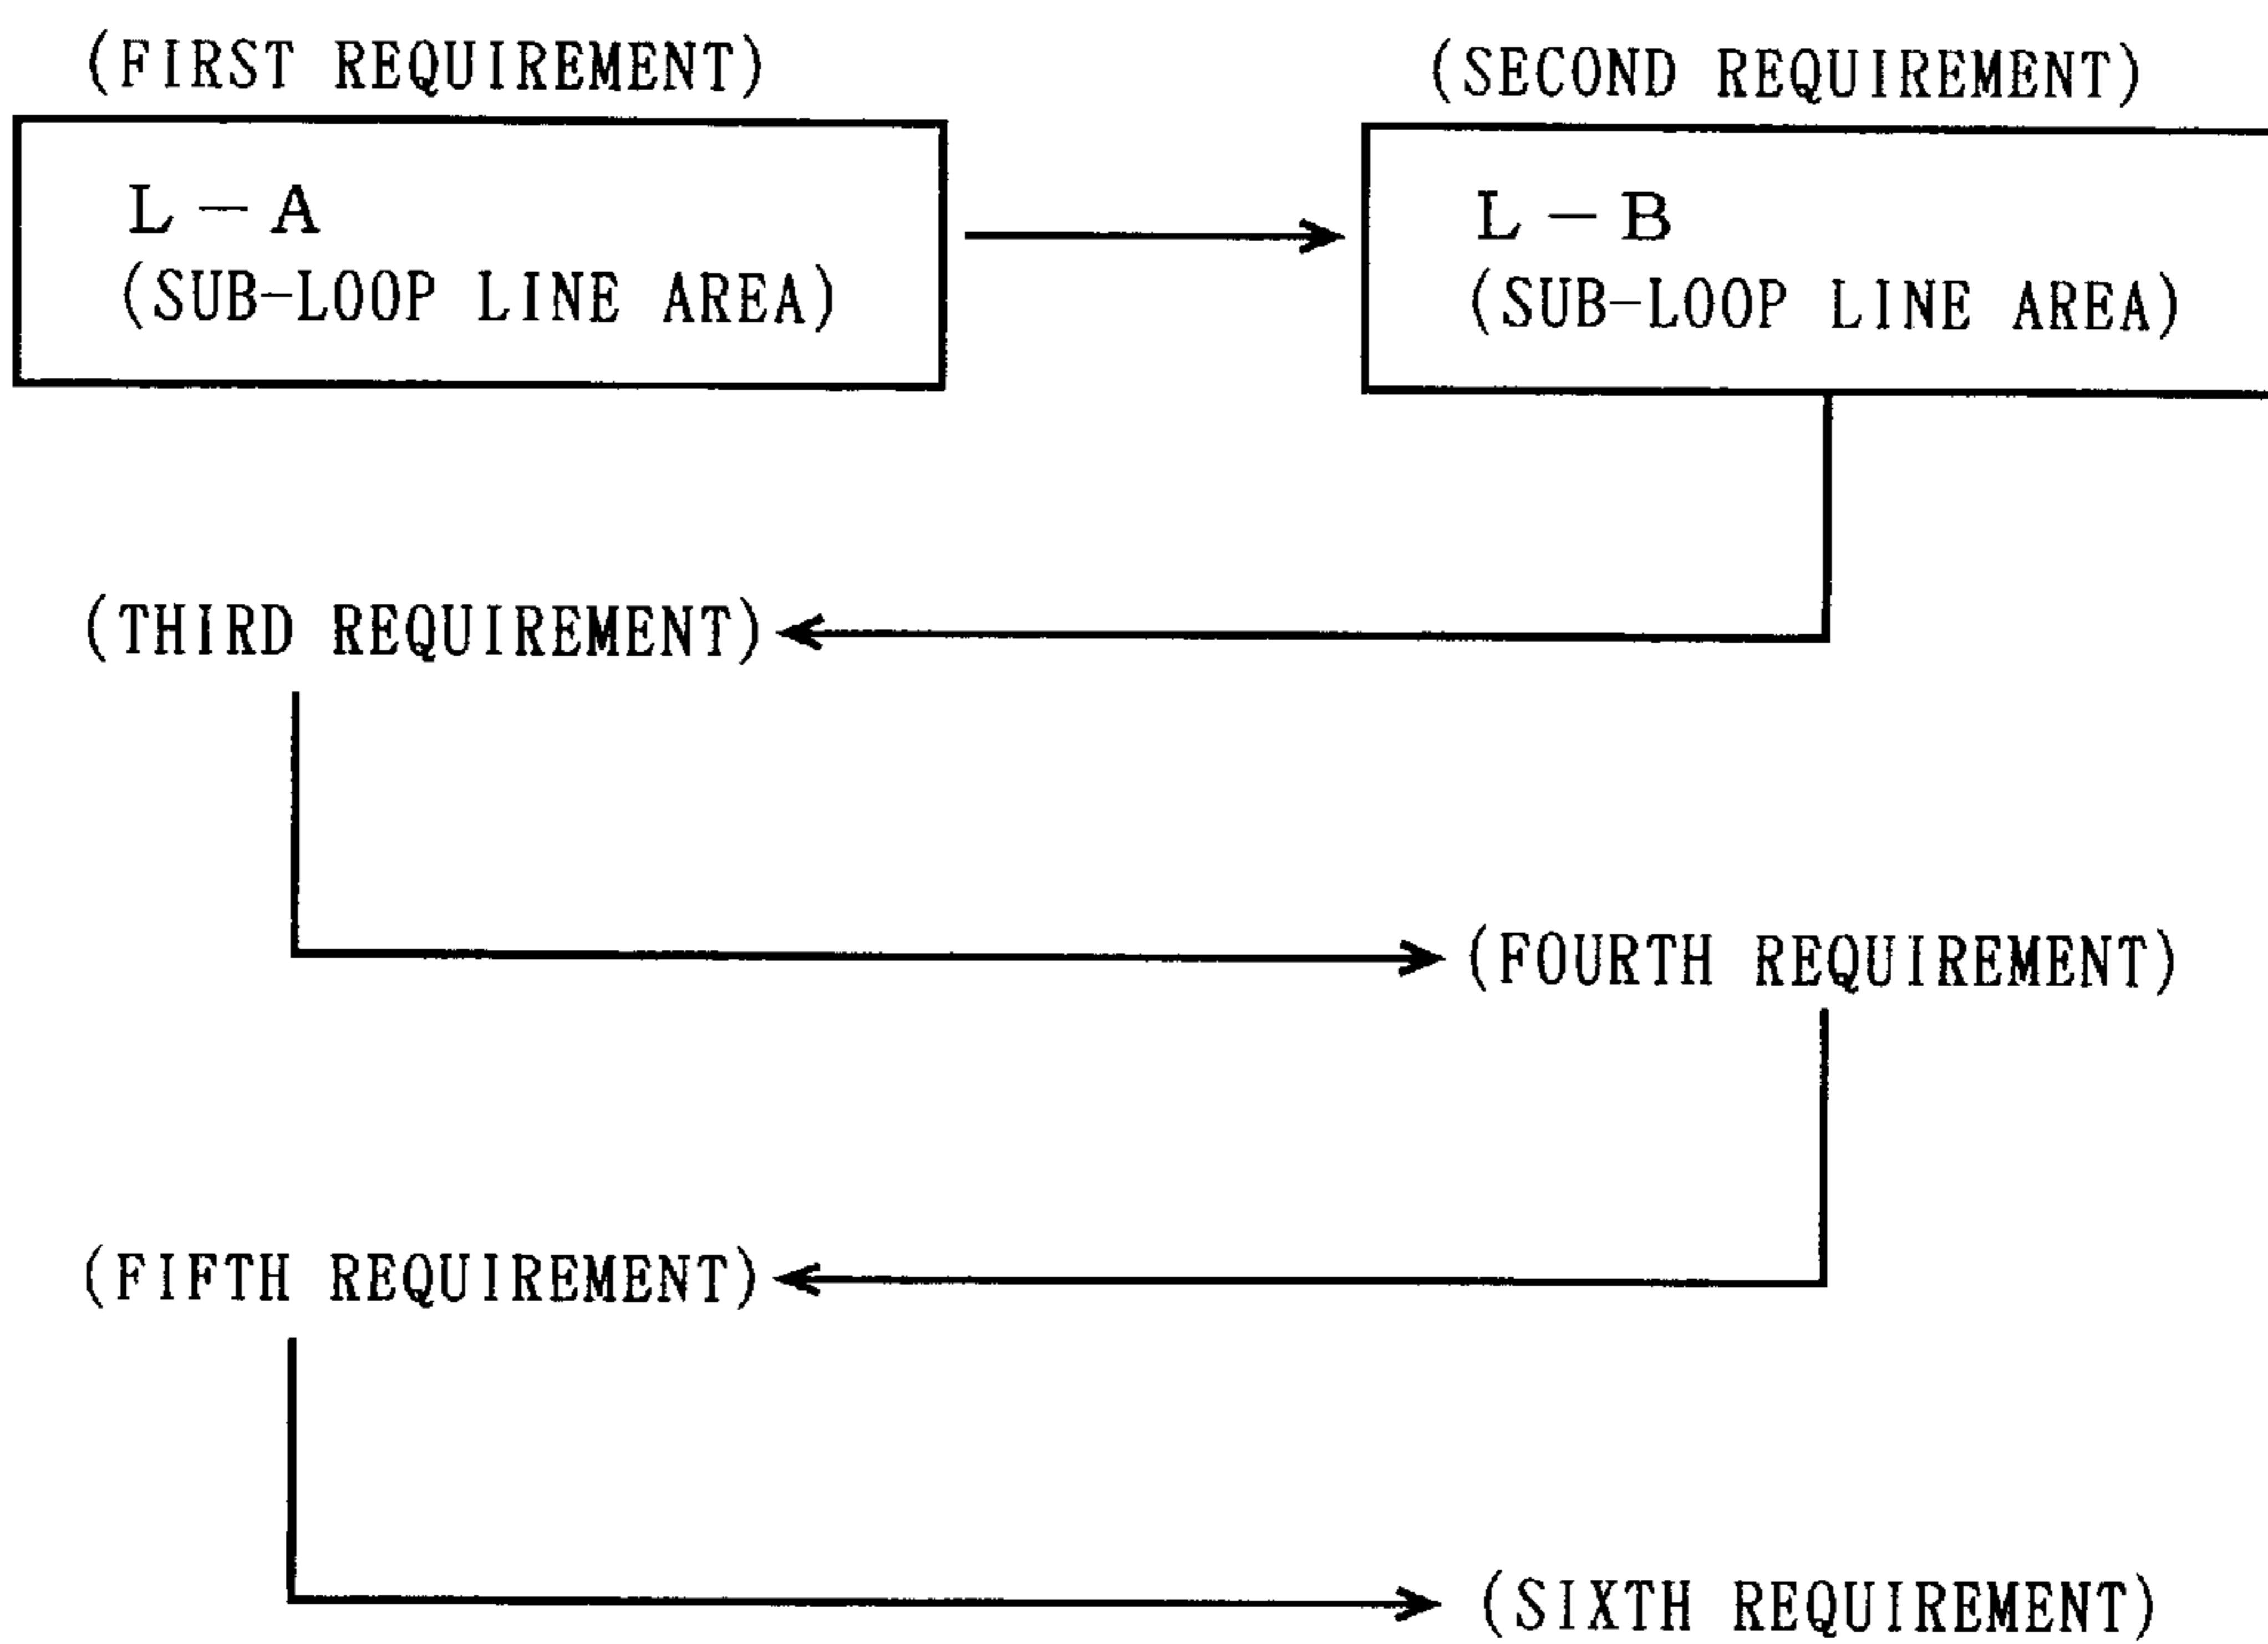 (FIRST REQUIREMENT)
(SECOND REQUIREMENT)
L－A
(SUB-LOOP LINE AREA)
L－B
(SUB-LOOP LINE AREA)
(THIRD REQUIREMENT)
(FOURTH REQUIREMENT)
(FIFTH REQUIREMENT)
(SIXTH REQUIREMENT)